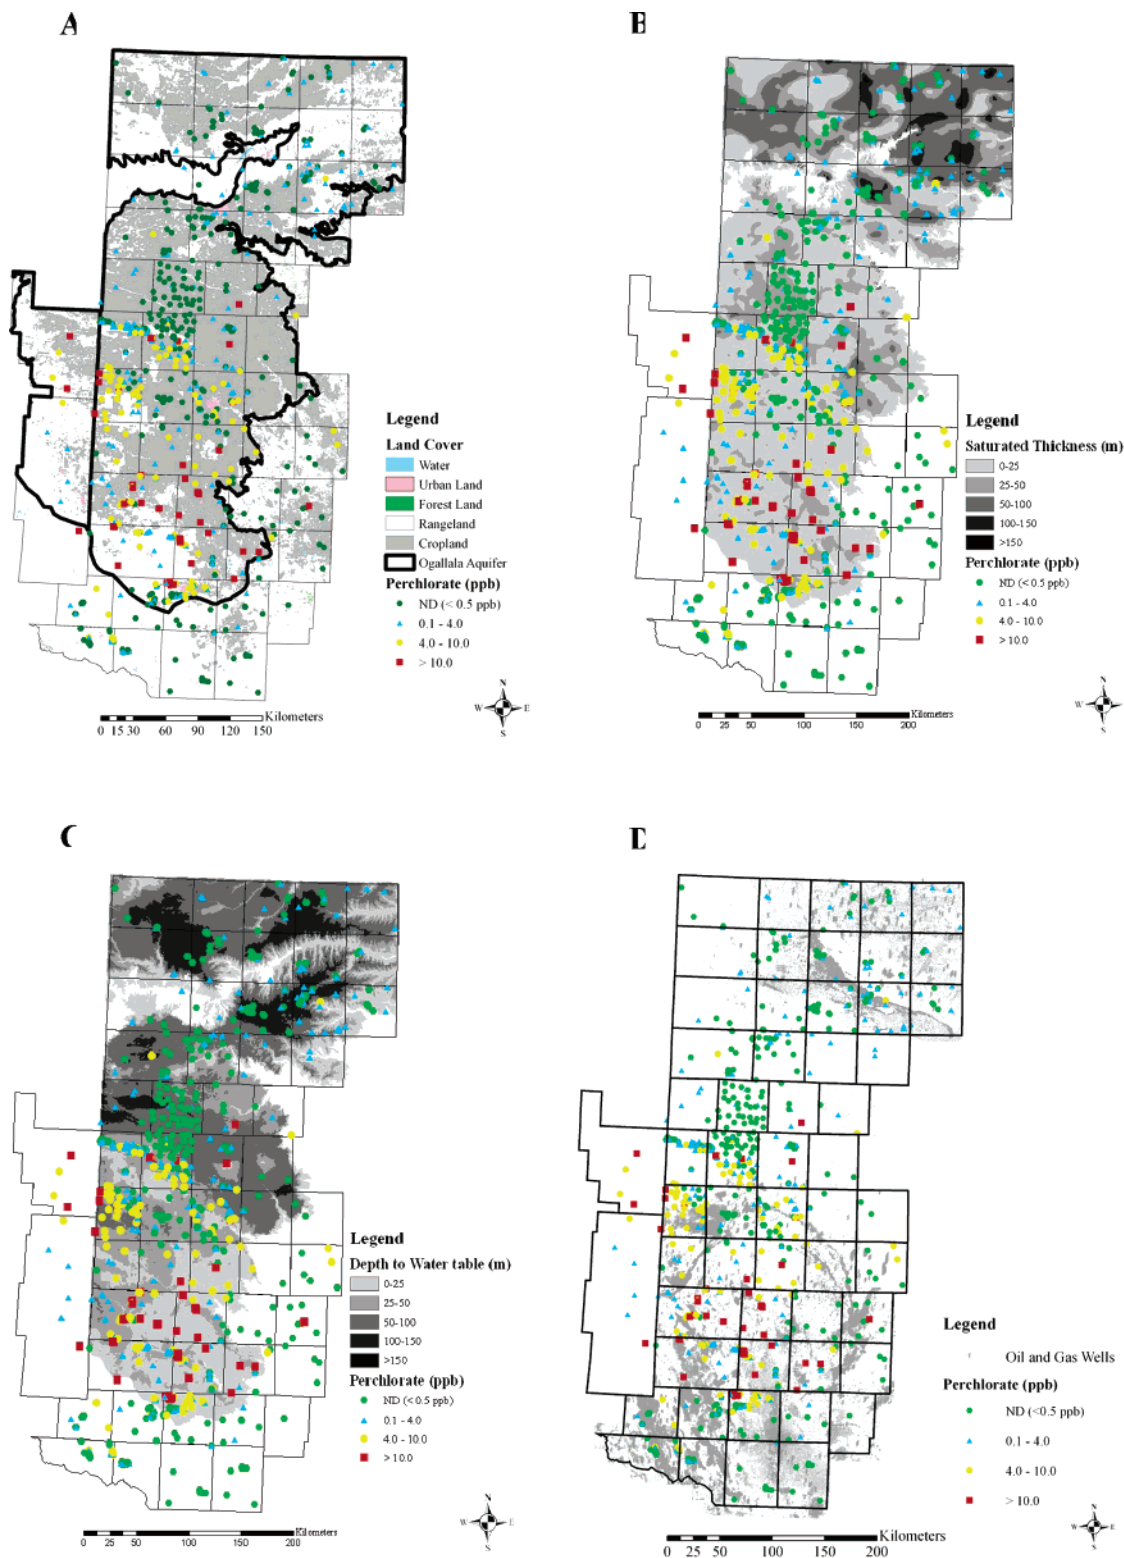 A
Legend
Land Cover
Water
Urban Land
Forest Land
Rangeland
Cropland
Ogallala Aquifer
Perchlorate (ppb)
ND (< 0.5 ppb)
0.1 - 4.0
4.0 - 10.0
> 10.0
N
W E
S
Kilometers
0 15 30 60 90 120 150
B
Legend
Saturated Thickness (m)
0-25
25-50
50-100
100-150
>150
Perchlorate (ppb)
ND (< 0.5 ppb)
0.1 - 4.0
4.0 - 10.0
> 10.0
N
W E
S
Kilometers
0 25 50 100 150 200
C
Legend
Depth to Water table (m)
0-25
25-50
50-100
100-150
>150
Perchlorate (ppb)
ND (< 0.5 ppb)
0.1 - 4.0
4.0 - 10.0
> 10.0
N
W E
S
Kilometers
0 25 50 100 150 200
D
Legend
Oil and Gas Wells
Perchlorate (ppb)
ND (<0.5 ppb)
0.1 - 4.0
4.0 - 10.0
> 10.0
N
W E
S
Kilometers
0 25 50 100 150 200